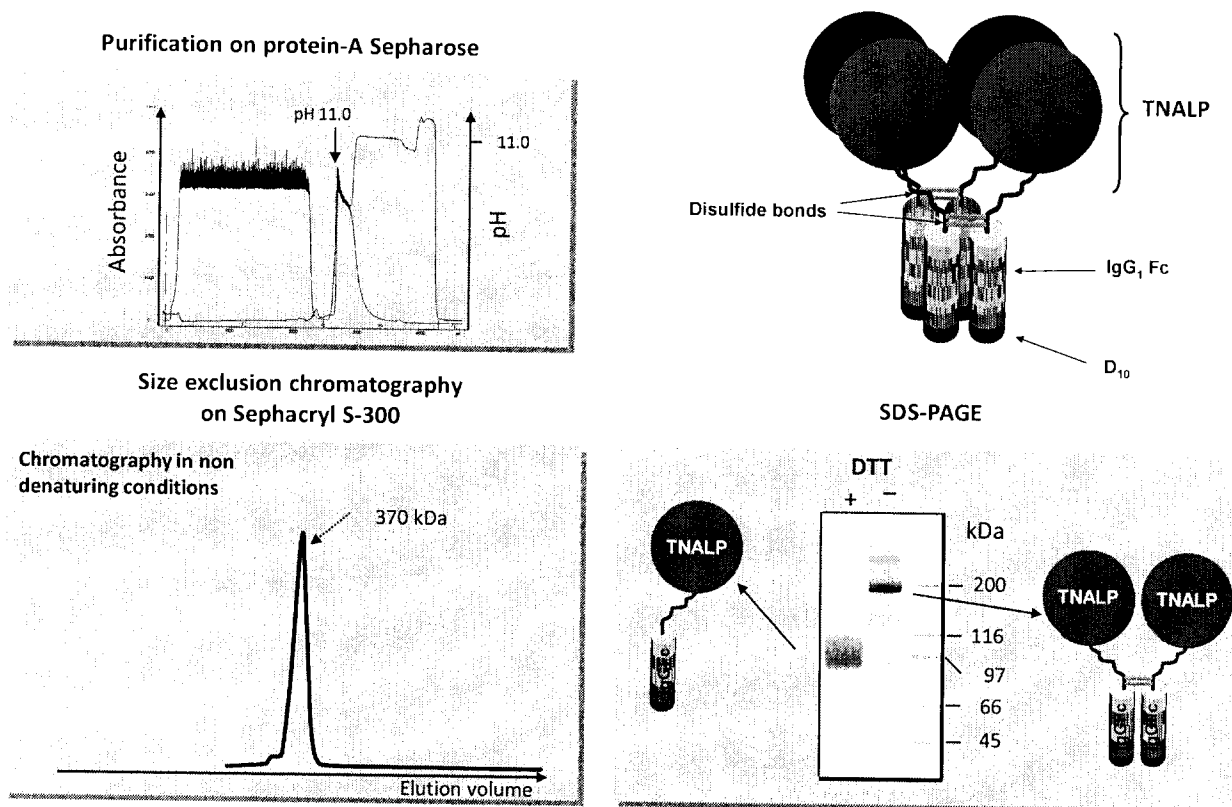 Purification on protein-A Sepharose
pH 11.0
11.0
Absorbance
pH
TNALP
Disulfide bonds
IgG1 Fc
D10
Size exclusion chromatography
on Sephacryl S-300
Chromatography in non
denaturing conditions
370 kDa
Elution volume
SDS-PAGE
DTT
+ −
kDa
200
116
97
66
45
TNALP
TNALP TNALP